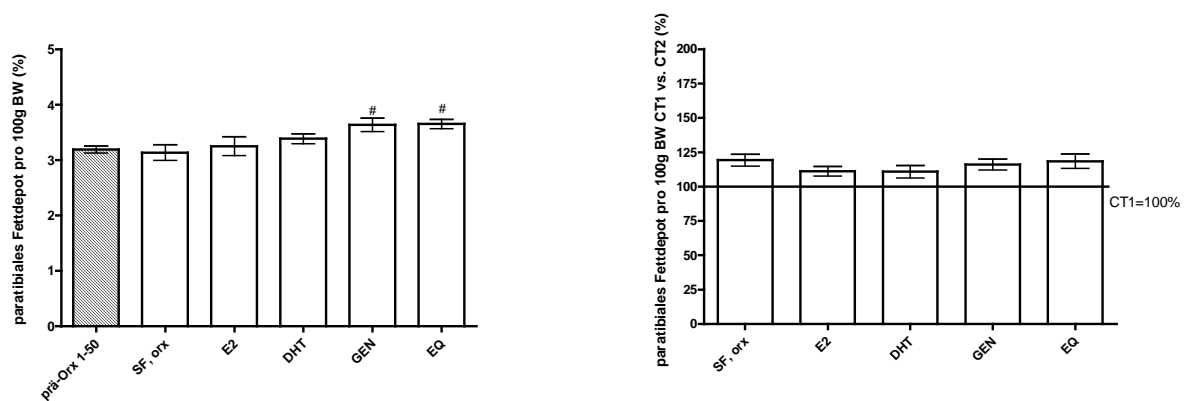 paratibiales Fettdepot pro 100g BW (%)
5
4
3
2
1
0
#
#
prä-Orx 1-50
SF, orx
E2
DHT
GEN
EQ
paratibiales Fettdepot pro 100g BW CT1 vs. CT2 (%)
200
175
150
125
100
75
50
25
0
CT1=100%
SF, orx
E2
DHT
GEN
EQ